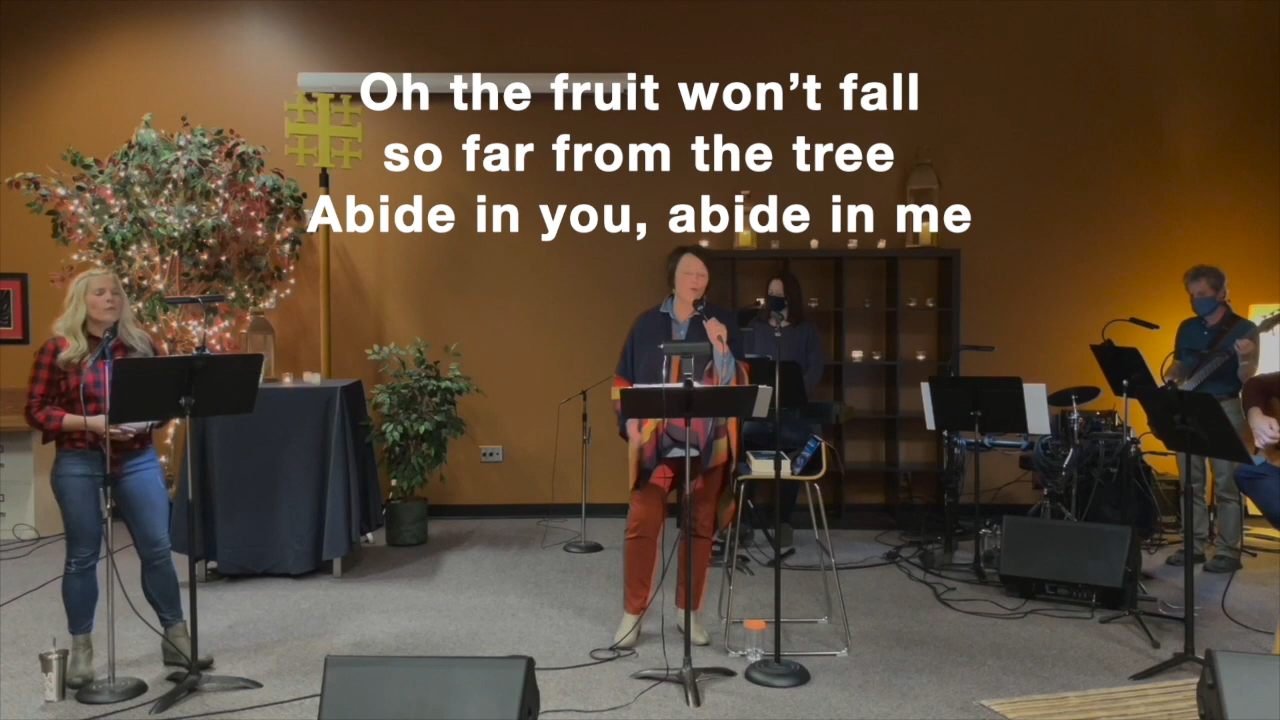 Oh the fruit won’t fall
so far from the tree
Abide in you, abide in me